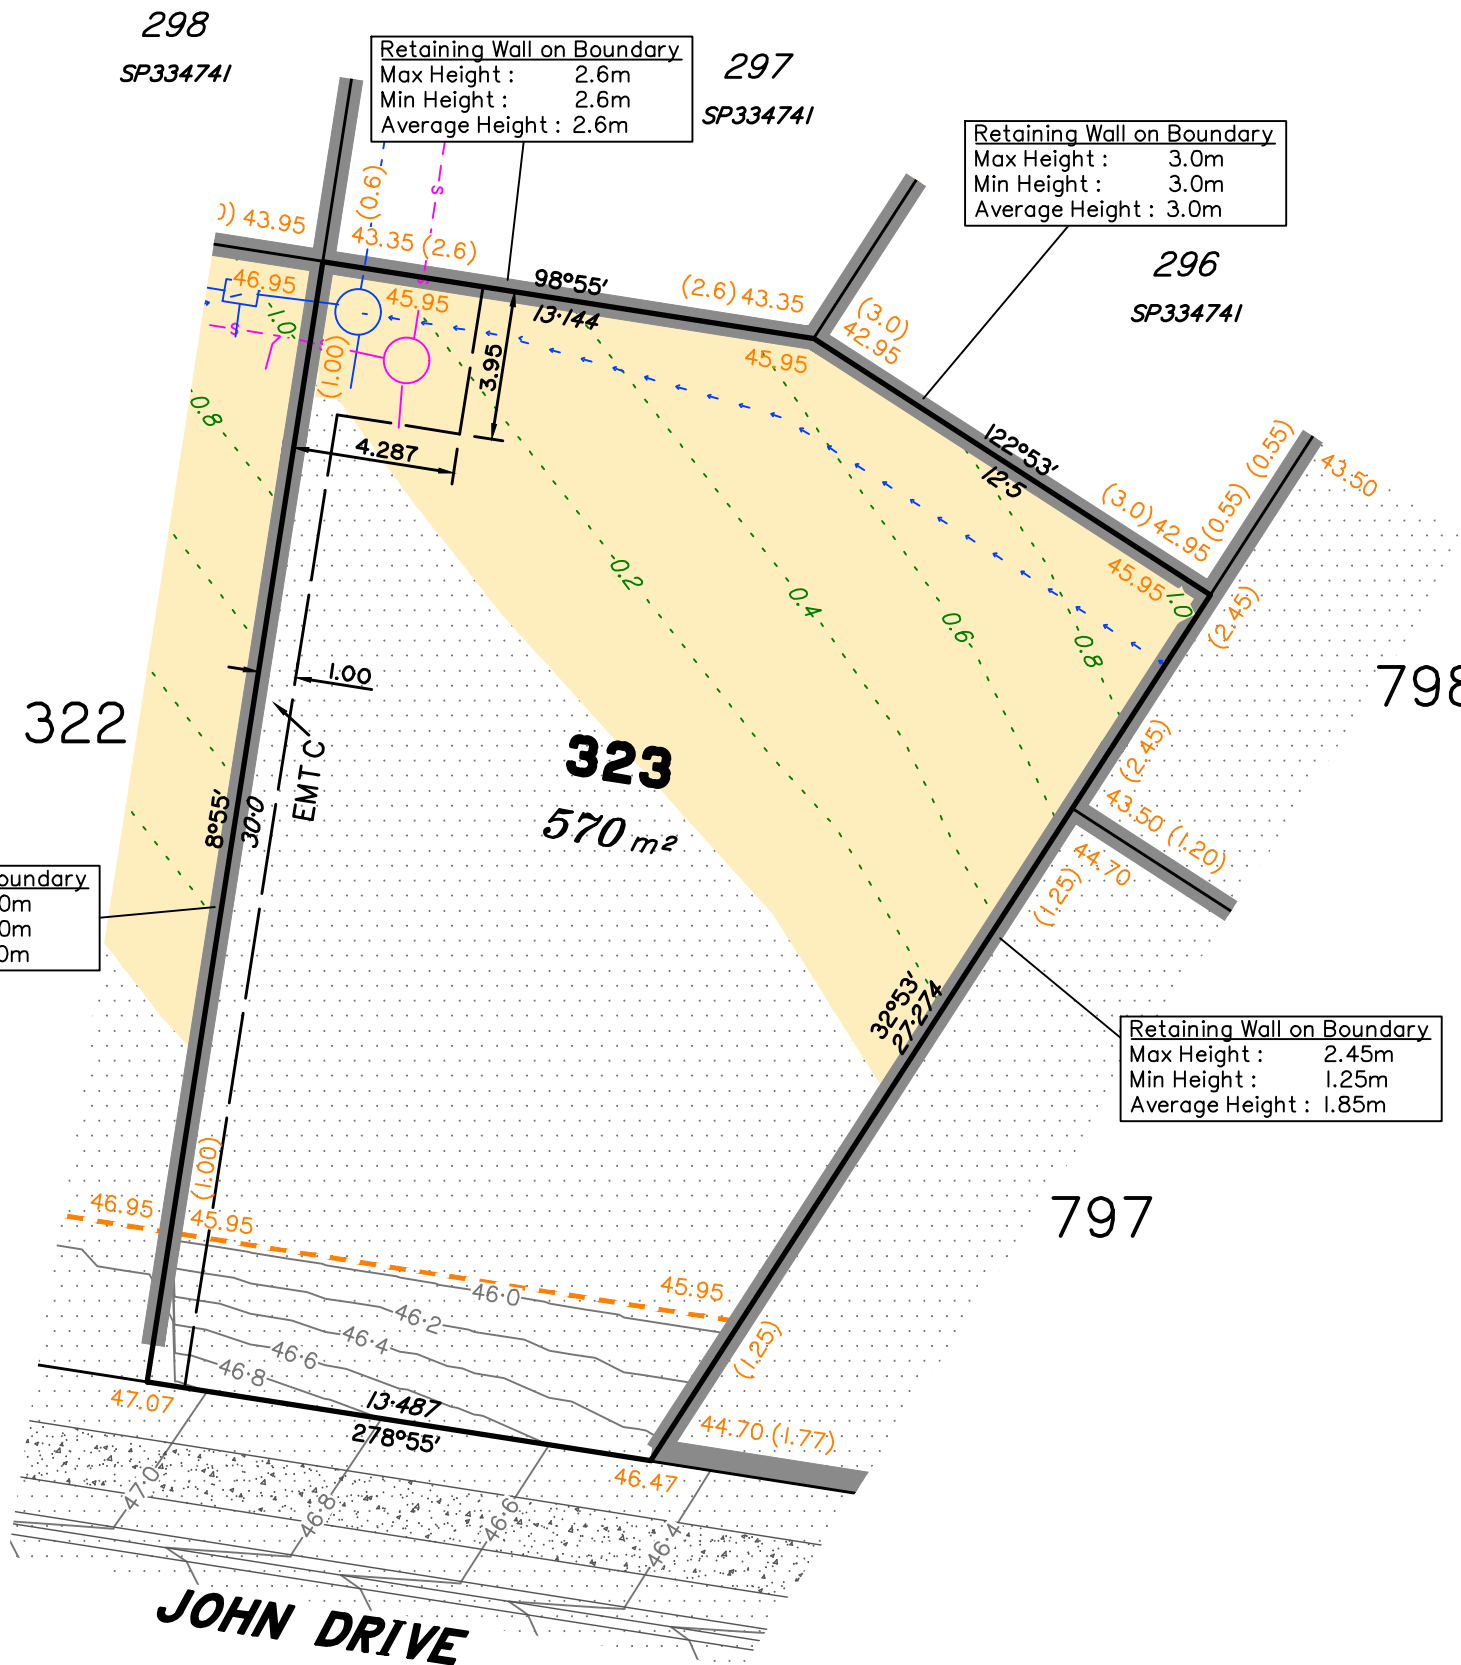 298
SP334741
Retaining Wall on Boundary
Max Height : 2.6m
Min Height : 2.6m
Average Height : 2.6m
297
SP334741
Retaining Wall on Boundary
Max Height : 3.0m
Min Height : 3.0m
Average Height : 3.0m
296
SP334741
(0.6)
s
) 43.95
43.35 (2.6)
98°55'
13·144
(2.6) 43.35
(3.0)
42.95
46.95
45.95
45.95
1.0
s
(1.00)
3.95
4.287
0.8
122°53'
12·5
(3.0) 42.95
(0.55)
(0.55)
43.50
45.95
1.0
(2.45)
0.2
0.4
0.6
0.8
1.00
322
EMT C
323
570 m²
798
(2.45)
43.50 (1.20)
44.70
(1.25)
8°55'
30·0
oundary
0m
0m
0m
32°53'
27·274
Retaining Wall on Boundary
Max Height : 2.45m
Min Height : 1.25m
Average Height : 1.85m
(1.00)
46.95
45.95
45.95
797
46·0
46·2
46·4
46·6
46·8
(1.25)
47.07
13·487
278°55'
44.70 (1.77)
46.47
47·0
46·8
46·6
46·4
JOHN DRIVE